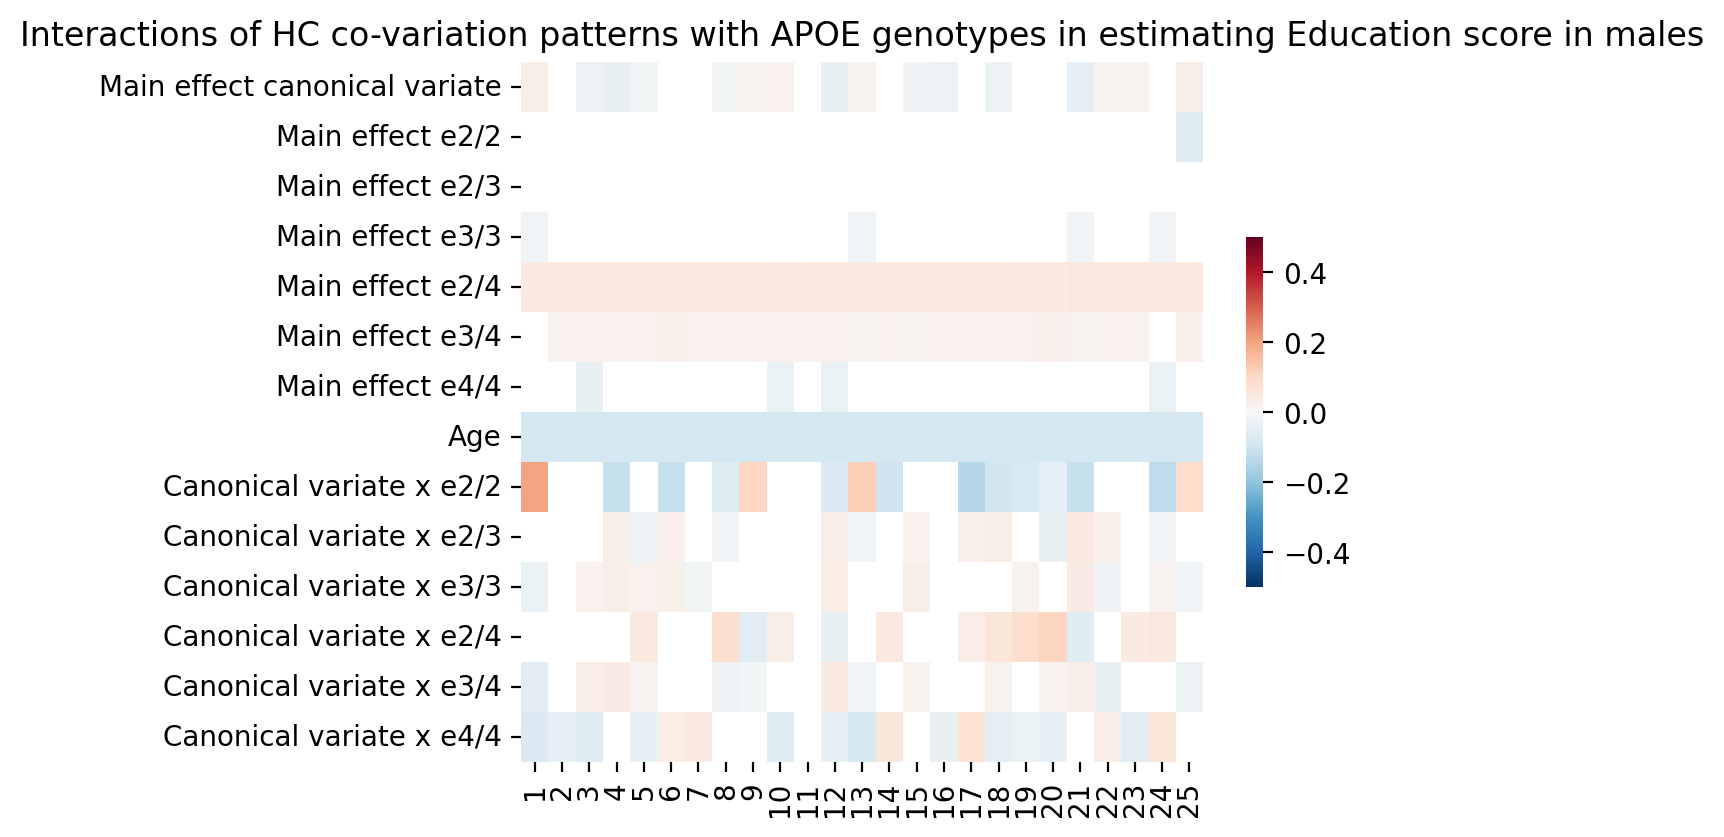 Interactions of HC co-variation patterns with APOE genotypes in estimating Education score in males
Main effect canonical variate
Main effect e2/2
Main effect e2/3
Main effect e3/3
Main effect e2/4
Main effect e3/4
Main effect e4/4
Age
Canonical variate x e2/2
Canonical variate x e2/3
Canonical variate x e3/3
Canonical variate x e2/4
Canonical variate x e3/4
Canonical variate x e4/4
1 2 3 4 5 6 7 8 9 10 11 12 13 14 15 16 17 18 19 20 21 22 23 24 25
0.4
0.2
0.0
−0.2
−0.4